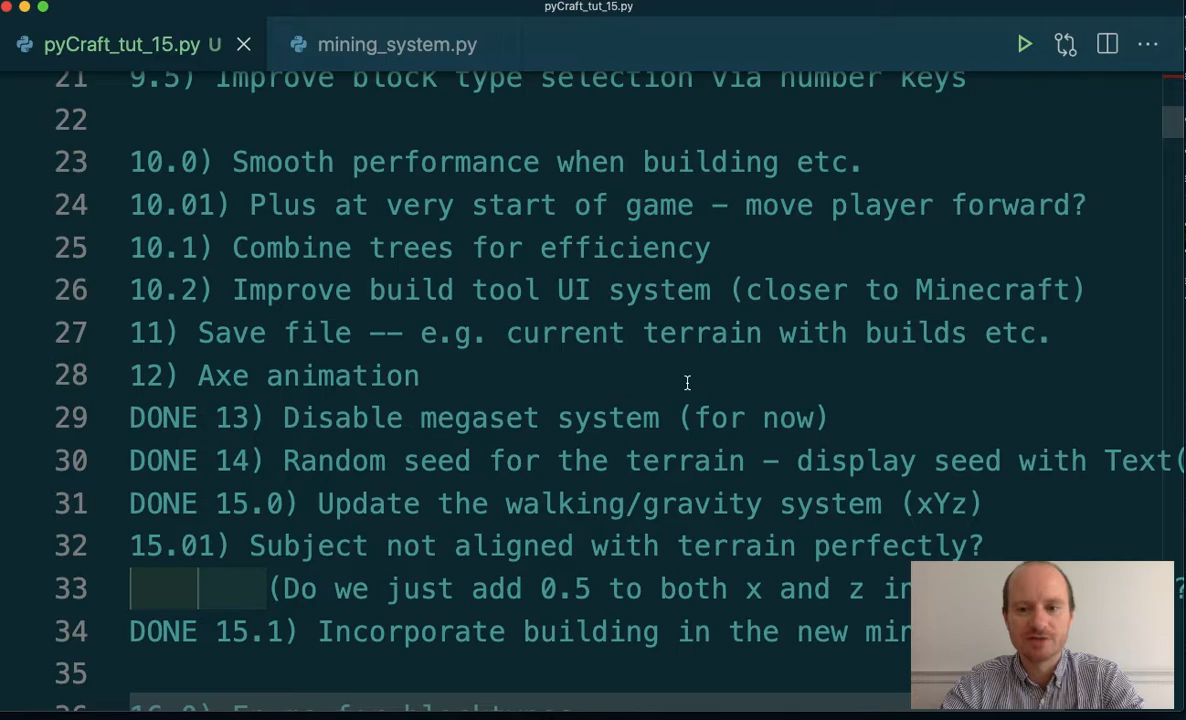 pyCraft_tut_15.py
pyCraft_tut_15.py U
mining_system.py
21 9.5) Improve block type selection via number keys
22
23 10.0) Smooth performance when building etc.
24 10.01) Plus at very start of game - move player forward?
25 10.1) Combine trees for efficiency
26 10.2) Improve build tool UI system (closer to Minecraft)
27 11) Save file -- e.g. current terrain with builds etc.
28 12) Axe animation
29 DONE 13) Disable megaset system (for now)
30 DONE 14) Random seed for the terrain - display seed with Text(
31 DONE 15.0) Update the walking/gravity system (xYz)
32 15.01) Subject not aligned with terrain perfectly?
33 (Do we just add 0.5 to both x and z in ?
34 DONE 15.1) Incorporate building in the new min
35